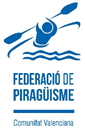 FEDERACIÓ DE
PIRAGÜISME
Comunitat Valenciana